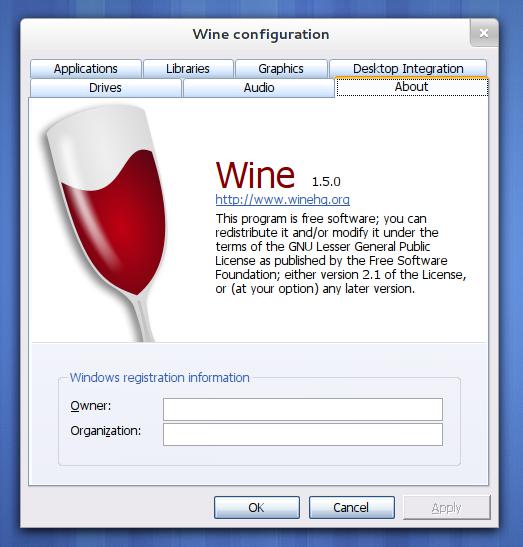 Wine configuration
Applications
Libraries
Graphics
Desktop Integration
Drives
Audio
About
Wine 1.5.0
http://www.winehq.org
This program is free software; you can
redistribute it and/or modify it under the
terms of the GNU Lesser General Public
License as published by the Free Software
Foundation; either version 2.1 of the License,
or (at your option) any later version.
Windows registration information
Owner:
Organization:
OK
Cancel
Apply